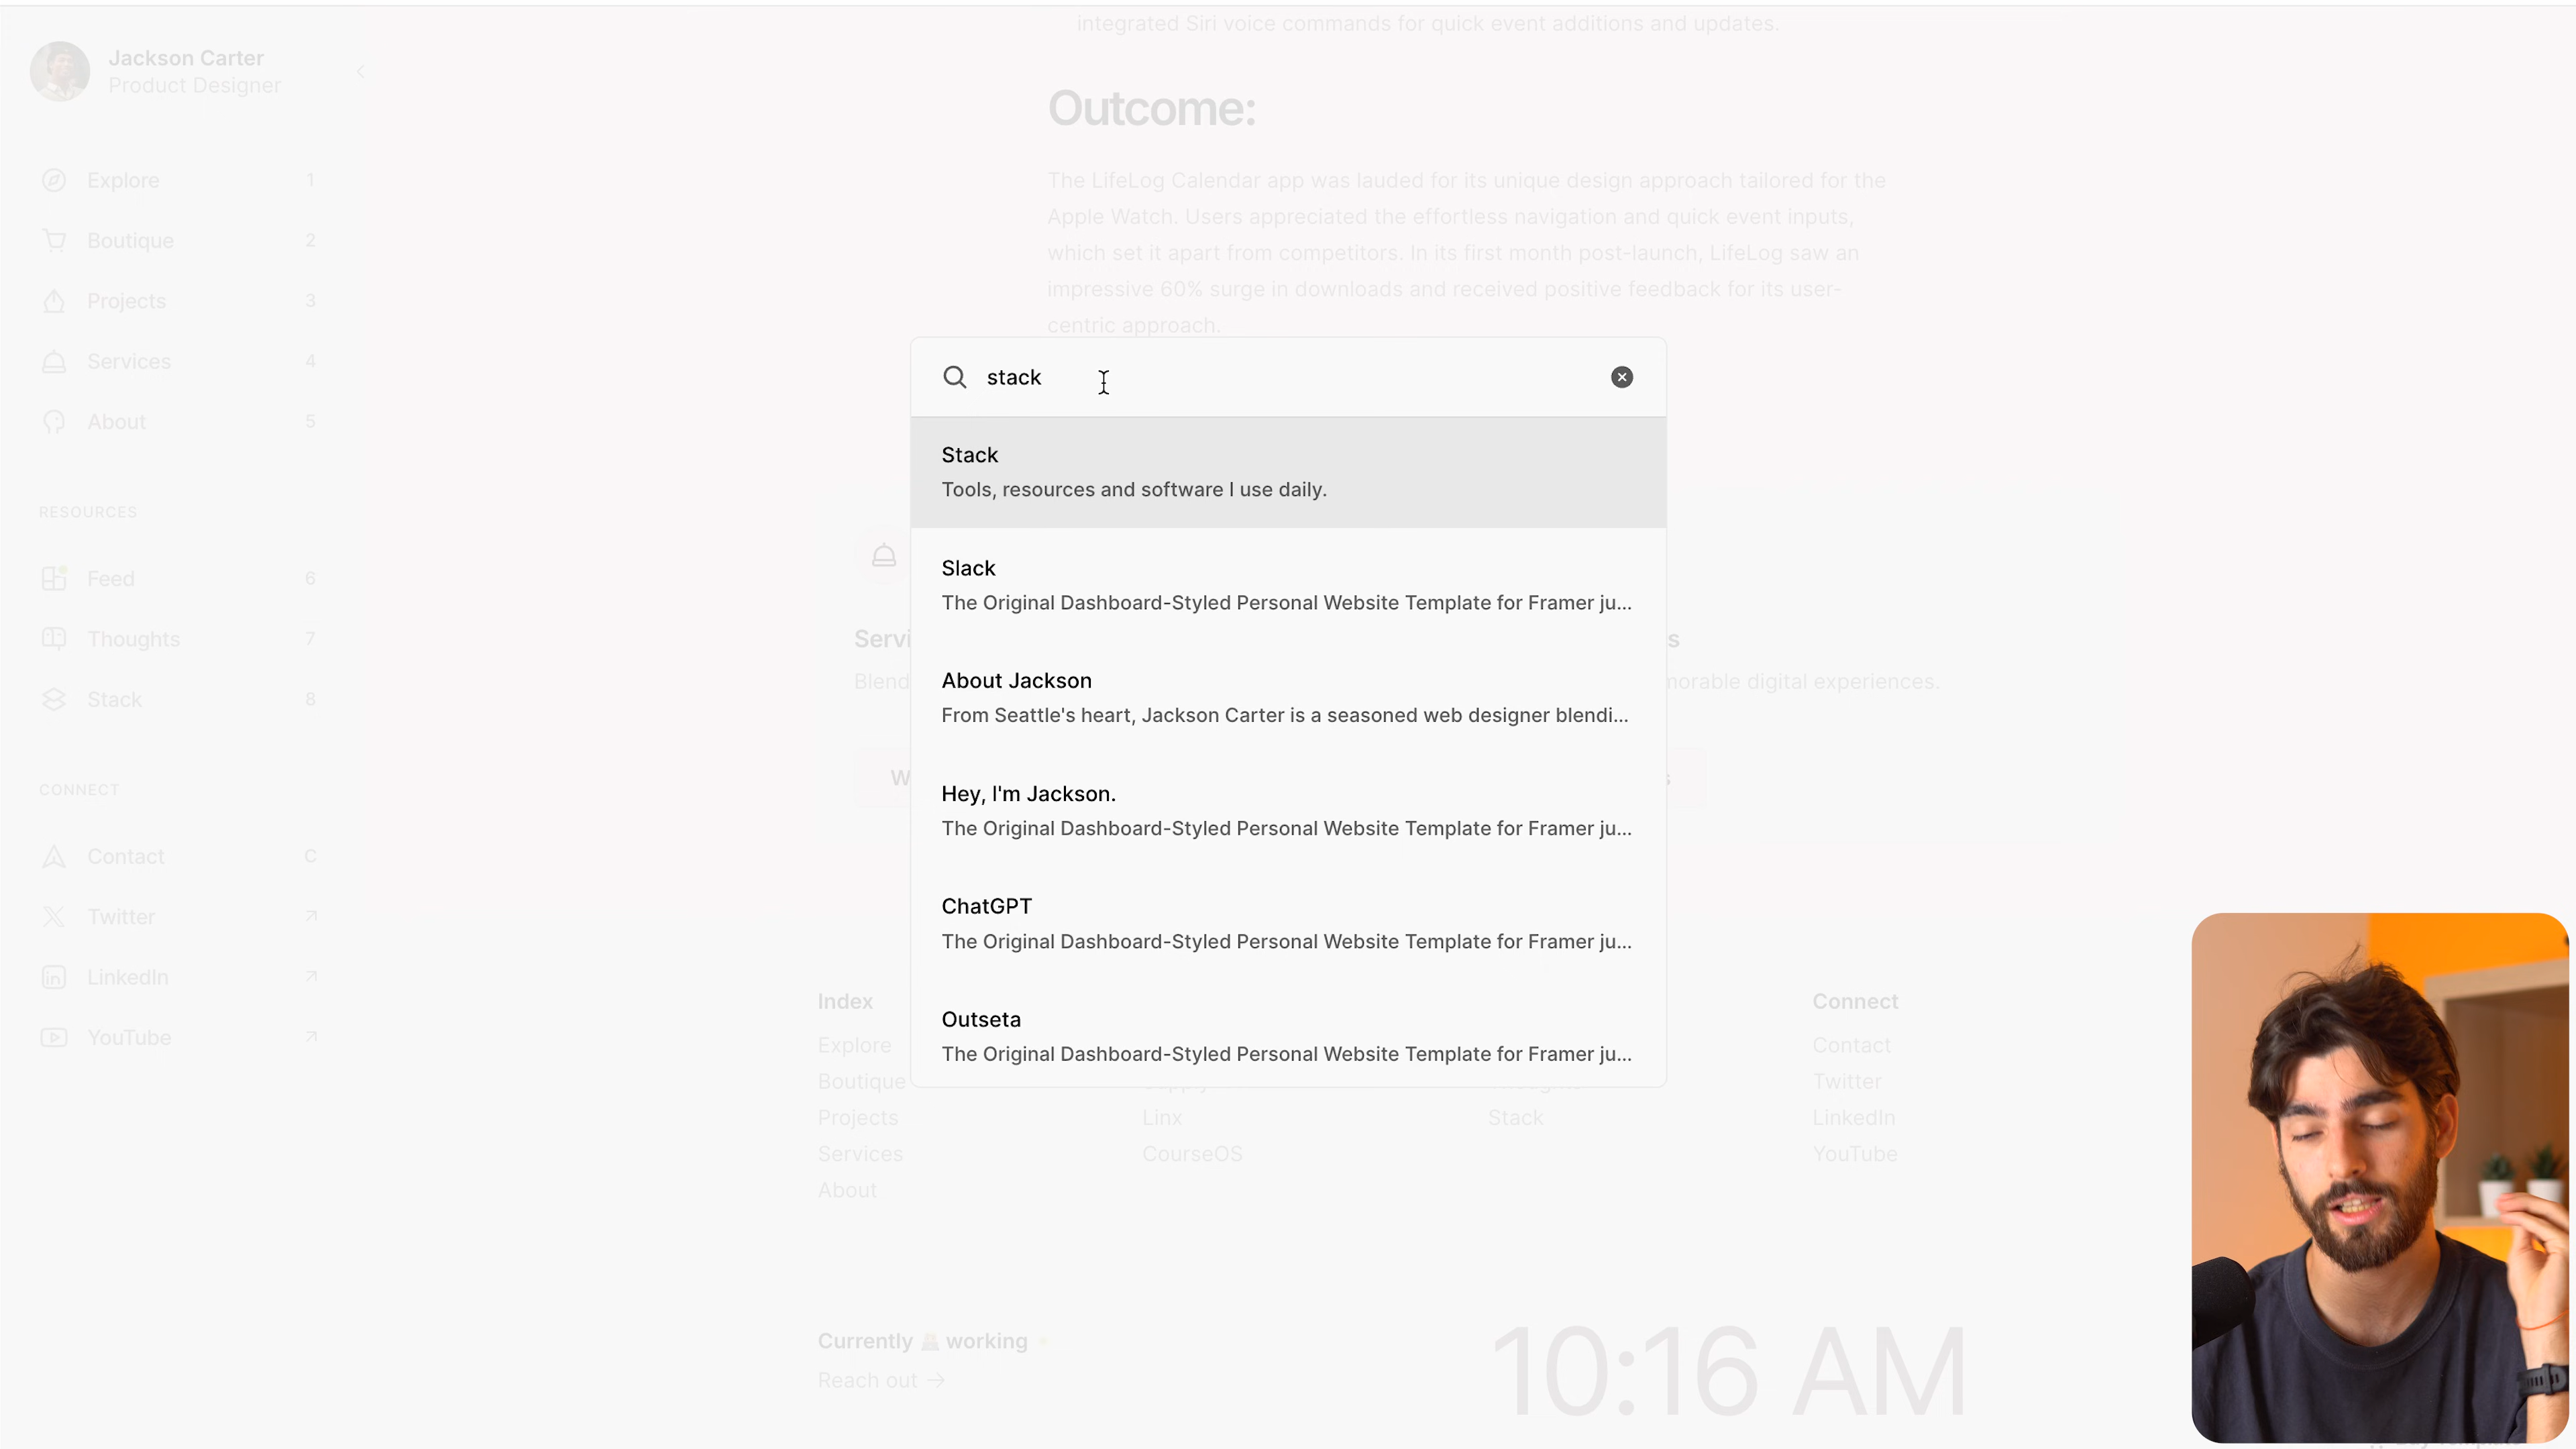 integrated Siri voice commands for quick event additions and updates.
Jackson Carter
Product Designer
Explore 1
Boutique 2
Projects 3
Services 4
About 5
RESOURCES
Feed 6
Thoughts 7
Stack 8
CONNECT
Contact C
Twitter
LinkedIn
YouTube
Outcome:
The LifeLog Calendar app was lauded for its unique design approach tailored for the
Apple Watch. Users appreciated the effortless navigation and quick event inputs,
which set it apart from competitors. In its first month post-launch, LifeLog saw an
impressive 60% surge in downloads and received positive feedback for its user-
centric approach.
stack
Stack
Tools, resources and software I use daily.
Slack
The Original Dashboard-Styled Personal Website Template for Framer ju...
About Jackson
From Seattle's heart, Jackson Carter is a seasoned web designer blendi...
Hey, I'm Jackson.
The Original Dashboard-Styled Personal Website Template for Framer ju...
ChatGPT
The Original Dashboard-Styled Personal Website Template for Framer ju...
Outseta
The Original Dashboard-Styled Personal Website Template for Framer ju...
digital experiences.
Index
Explore
Boutique
Projects
Services
About
Linx
CourseOS
Stack
Connect
Contact
Twitter
LinkedIn
YouTube
Currently working
Reach out →
10:16 AM